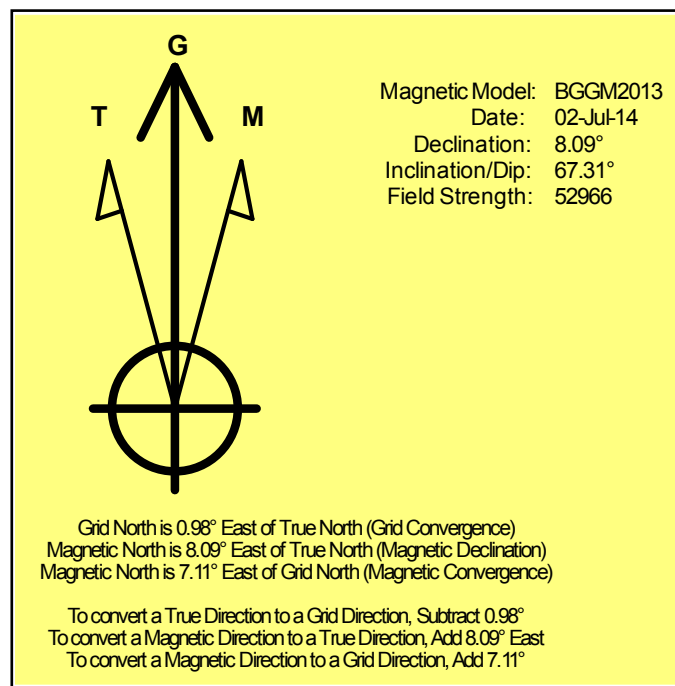 G
T
M
Magnetic Model: BGGM2013
Date: 02-Jul-14
Declination: 8.09°
Inclination/Dip: 67.31°
Field Strength: 52966
Grid North is 0.98° East of True North (Grid Convergence)
Magnetic North is 8.09° East of True North (Magnetic Declination)
Magnetic North is 7.11° East of Grid North (Magnetic Convergence)
To convert a True Direction to a Grid Direction, Subtract 0.98°
To convert a Magnetic Direction to a True Direction, Add 8.09° East
To convert a Magnetic Direction to a Grid Direction, Add 7.11°